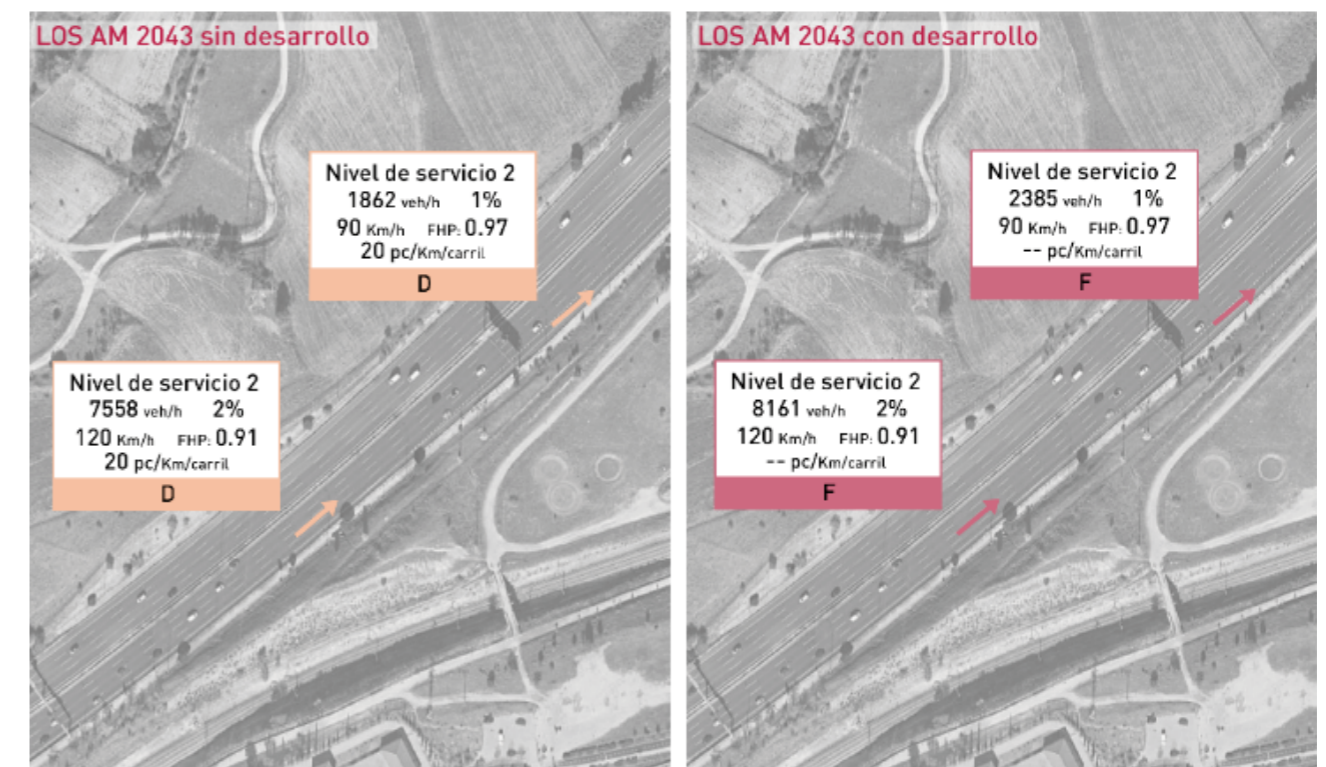 LOS AM 2043 sin desarrollo
Nivel de servicio 2
1862 veh/h 1%
90 Km/h FHP: 0.97
20 pc/Km/carril
D
Nivel de servicio 2
7558 veh/h 2%
120 Km/h FHP: 0.91
20 pc/Km/carril
D
LOS AM 2043 con desarrollo
Nivel de servicio 2
2385 veh/h 1%
90 Km/h FHP: 0.97
-- pc/Km/carril
F
Nivel de servicio 2
8161 veh/h 2%
120 Km/h FHP: 0.91
-- pc/Km/carril
F